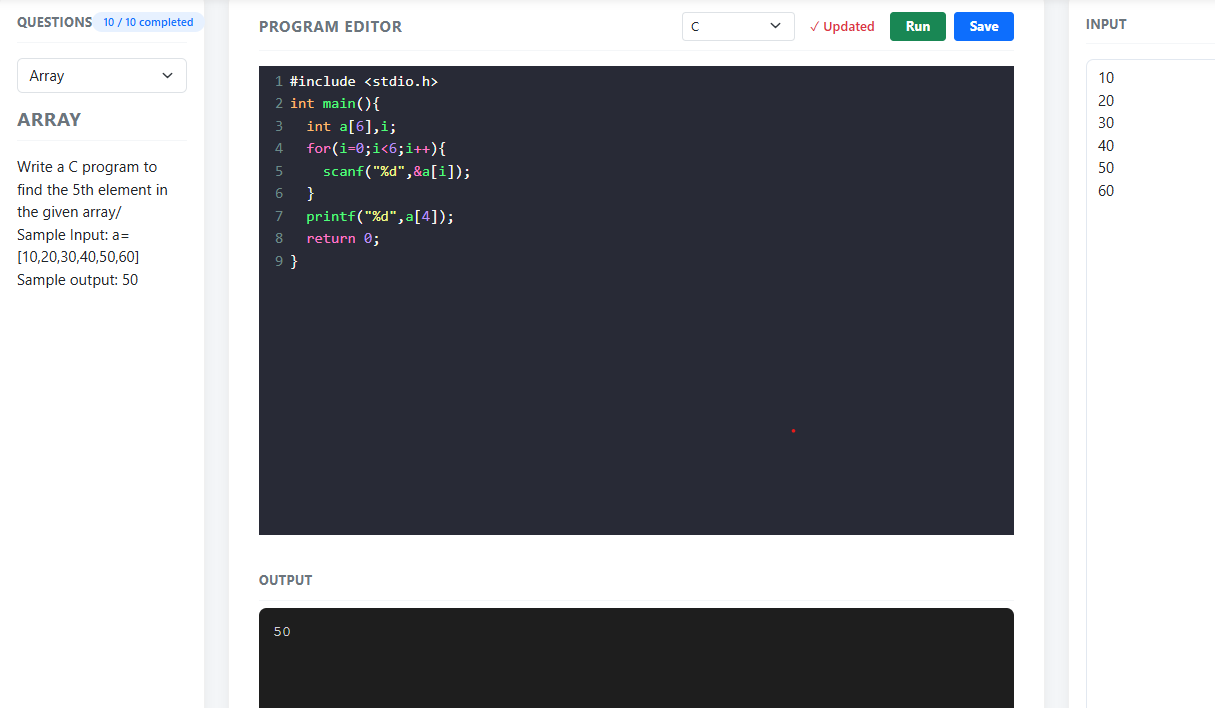 QUESTIONS 10 / 10 completed
Array
ARRAY
Write a C program to
find the 5th element in
the given array/
Sample Input: a=
[10,20,30,40,50,60]
Sample output: 50
PROGRAM EDITOR
C
✓ Updated
Run
Save
1 #include <stdio.h>
2 int main(){
3   int a[6],i;
4   for(i=0;i<6;i++){
5     scanf("%d",&a[i]);
6   }
7   printf("%d",a[4]);
8   return 0;
9 }
OUTPUT
50
INPUT
10
20
30
40
50
60